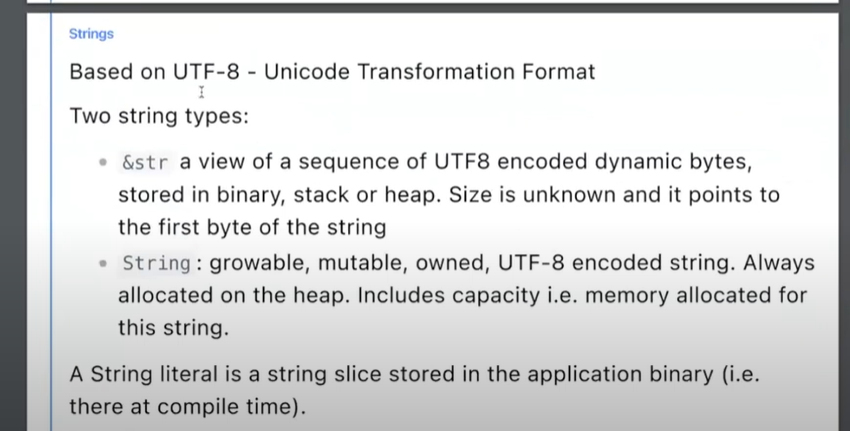 Strings
Based on UTF-8 - Unicode Transformation Format
Two string types:
• &str a view of a sequence of UTF8 encoded dynamic bytes,
stored in binary, stack or heap. Size is unknown and it points to
the first byte of the string
• String : growable, mutable, owned, UTF-8 encoded string. Always
allocated on the heap. Includes capacity i.e. memory allocated for
this string.
A String literal is a string slice stored in the application binary (i.e.
there at compile time).